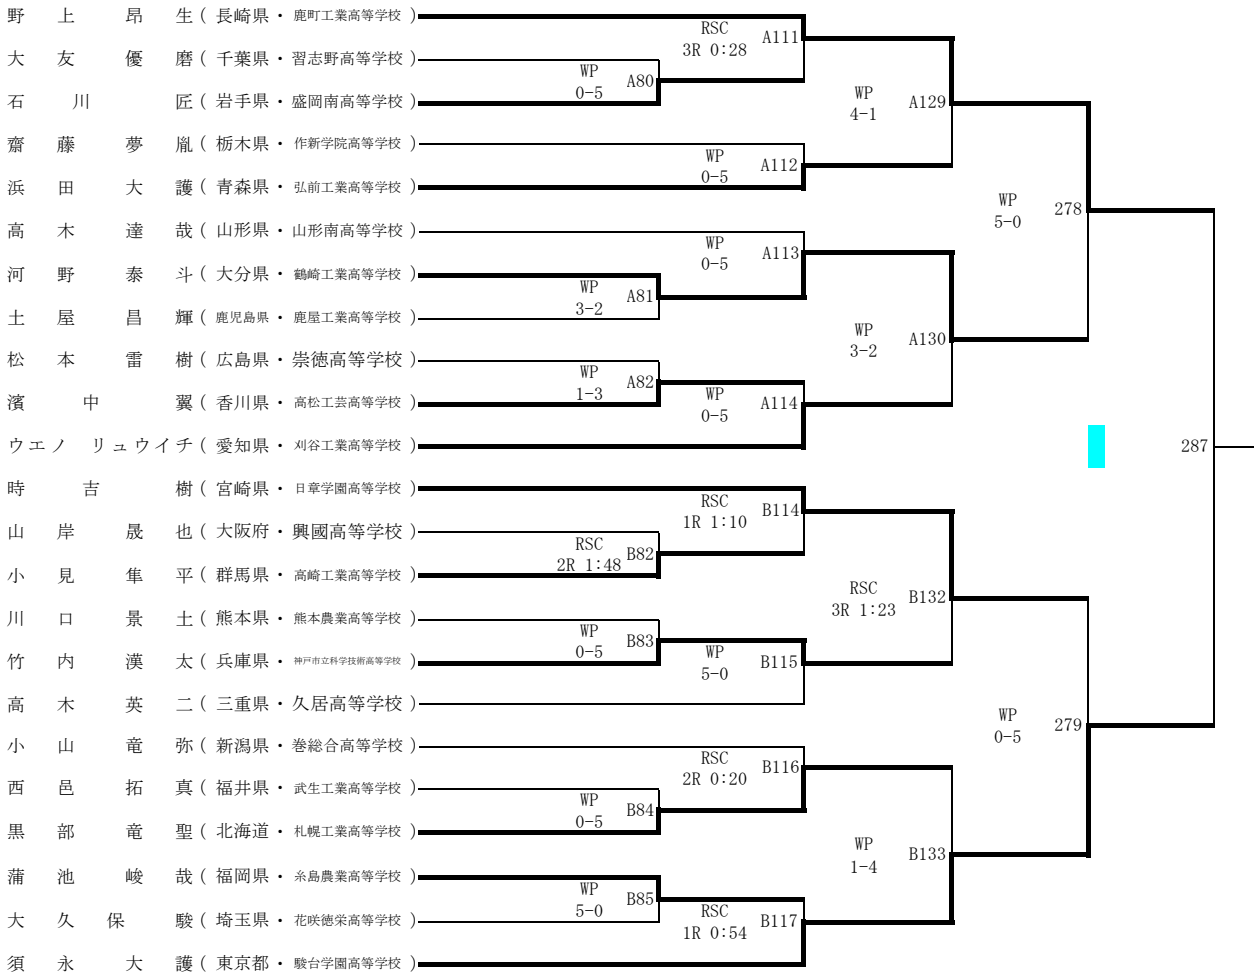 野上昂生(長崎県・鹿町工業高等学校)
RSC
3R 0:28
A111
大友優磨(千葉県・習志野高等学校)
WP
0-5
A80
石川匠(岩手県・盛岡南高等学校)
WP
4-1
A129
齋藤夢胤(栃木県・作新学院高等学校)
WP
0-5
A112
浜田大護(青森県・弘前工業高等学校)
WP
5-0
278
高木達哉(山形県・山形南高等学校)
WP
0-5
A113
河野泰斗(大分県・鶴崎工業高等学校)
WP
3-2
A81
土屋昌輝(鹿児島県・鹿屋工業高等学校)
WP
3-2
A130
松本雷樹(広島県・崇徳高等学校)
WP
1-3
A82
濱中翼(香川県・高松工芸高等学校)
WP
0-5
A114
ウエノ リュウイチ(愛知県・刈谷工業高等学校)
287
時吉樹(宮崎県・日章学園高等学校)
RSC
1R 1:10
B114
山岸晟也(大阪府・興國高等学校)
RSC
2R 1:48
B82
小見隼平(群馬県・高崎工業高等学校)
RSC
3R 1:23
B132
川口景土(熊本県・熊本農業高等学校)
WP
0-5
B83
竹内漢太(兵庫県・神戸市立科学技術高等学校)
WP
5-0
B115
高木英二(三重県・久居高等学校)
WP
0-5
279
小山竜弥(新潟県・巻総合高等学校)
RSC
2R 0:20
B116
西邑拓真(福井県・武生工業高等学校)
WP
0-5
B84
黒部竜聖(北海道・札幌工業高等学校)
WP
1-4
B133
蒲池峻哉(福岡県・糸島農業高等学校)
WP
5-0
B85
大久保駿(埼玉県・花咲徳栄高等学校)
RSC
1R 0:54
B117
須永大護(東京都・駿台学園高等学校)